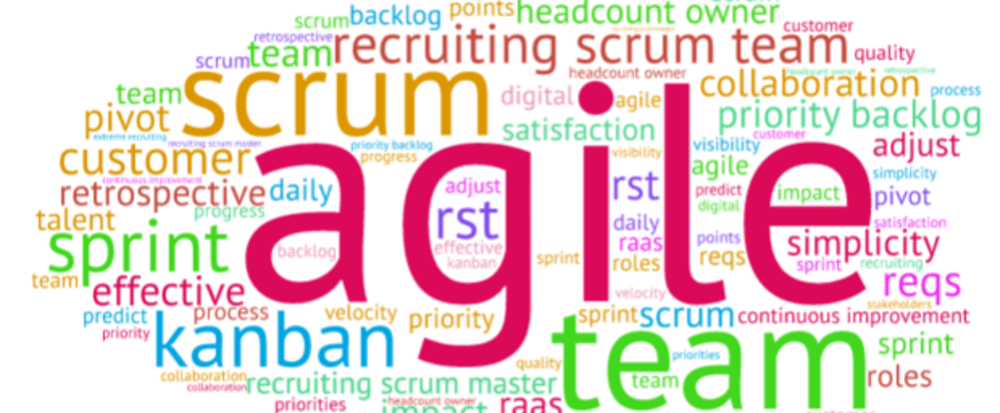 scrum backlog points headcount owner
retrospective customer
scrum team recruiting scrum team quality
headcount owner
team scrum digital agile collaboration process
pivot satisfaction priority backlog
extreme recruiting recruiting scrum master priority backlog visibility customer adjust
customer progress visibility agile simplicity
continuous improvement
retrospective daily agile adjust rst predict impact pivot
talent progress rst daily digital satisfaction
sprint backlog effective raas points simplicity
kanban sprint roles reqs sprint recruiting
team effective velocity reqs
predict process velocity priority sprint scrum continuous improvement stakeholders
priority kanban team sprint
collaboration quality priorities
collaboration recruiting scrum master team roles
priorities headcount owner impact raas